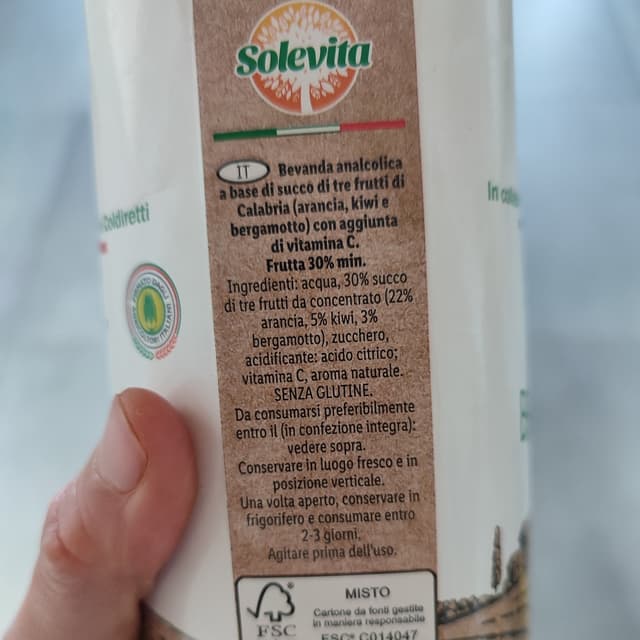 Solevita
IT Bevanda analcolica
a base di succo di tre frutti di
Calabria (arancia, kiwi e
bergamotto) con aggiunta
di vitamina C.
Frutta 30% min.
Ingredienti: acqua, 30% succo
di tre frutti da concentrato (22%
arancia, 5% kiwi, 3%
bergamotto), zucchero,
acidificante: acido citrico;
vitamina C, aroma naturale.
SENZA GLUTINE.
Da consumarsi preferibilmente
entro il (in confezione integra):
vedere sopra.
Conservare in luogo fresco e in
posizione verticale.
Una volta aperto, conservare in
frigorifero e consumare entro
2-3 giorni.
Agitare prima dell'uso.
FSC
MISTO
Cartone da fonti gestite
in maniera responsabile
FSC® C014047
Coldiretti
In